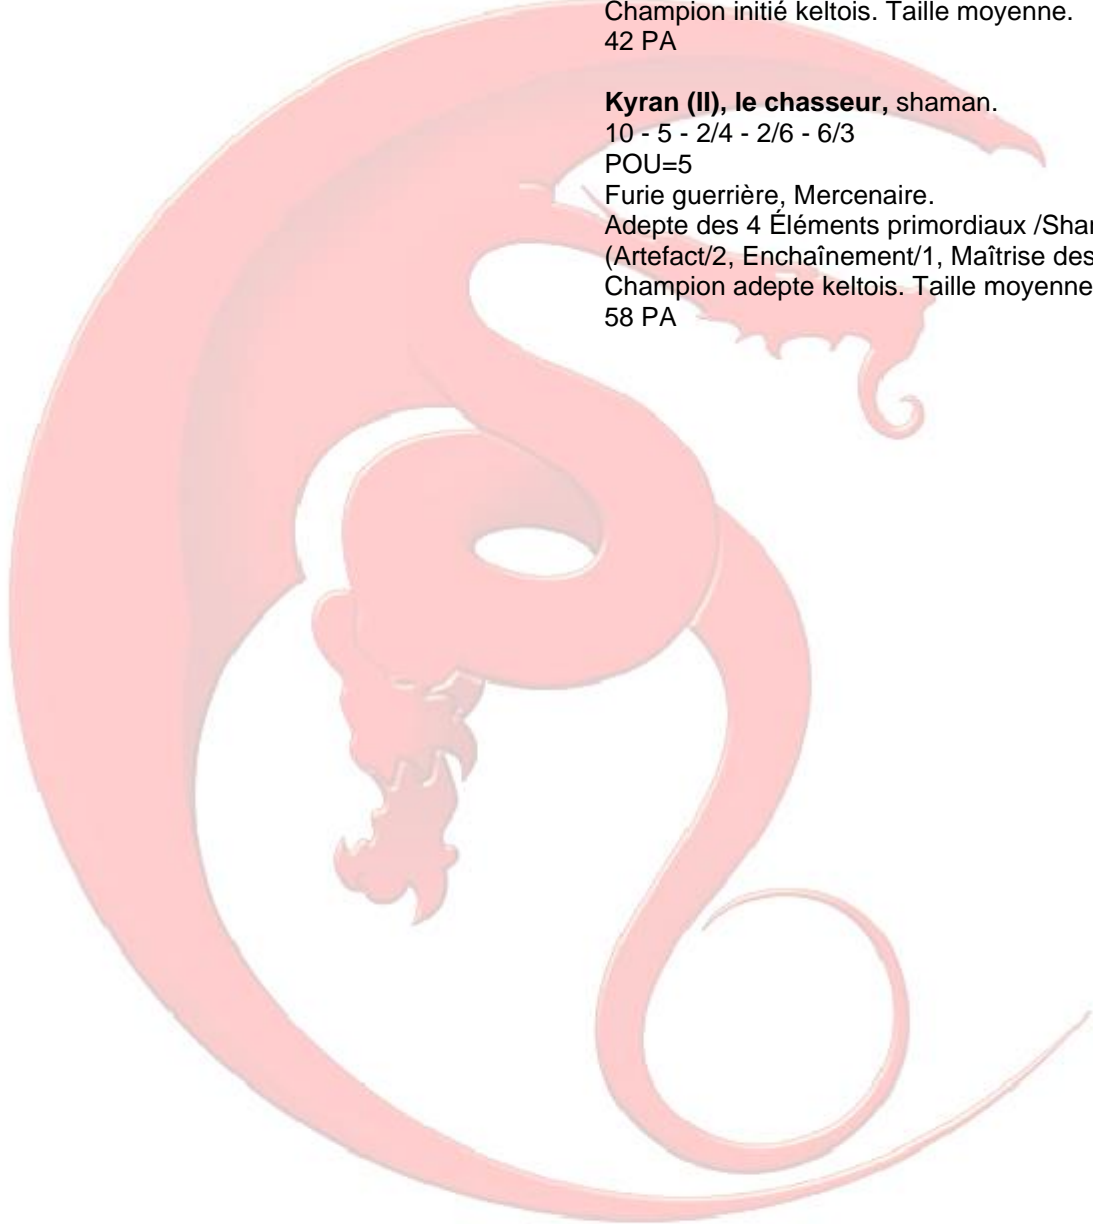 Champion initié keltois. Taille moyenne.
42 PA
Kyran (II), le chasseur, shaman.
10 - 5 - 2/4 - 2/6 - 6/3
POU=5
Furie guerrière, Mercenaire.
Adepte des 4 Éléments primordiaux /Shar
(Artefact/2, Enchaînement/1, Maîtrise des
Champion adepte keltois. Taille moyenne
58 PA